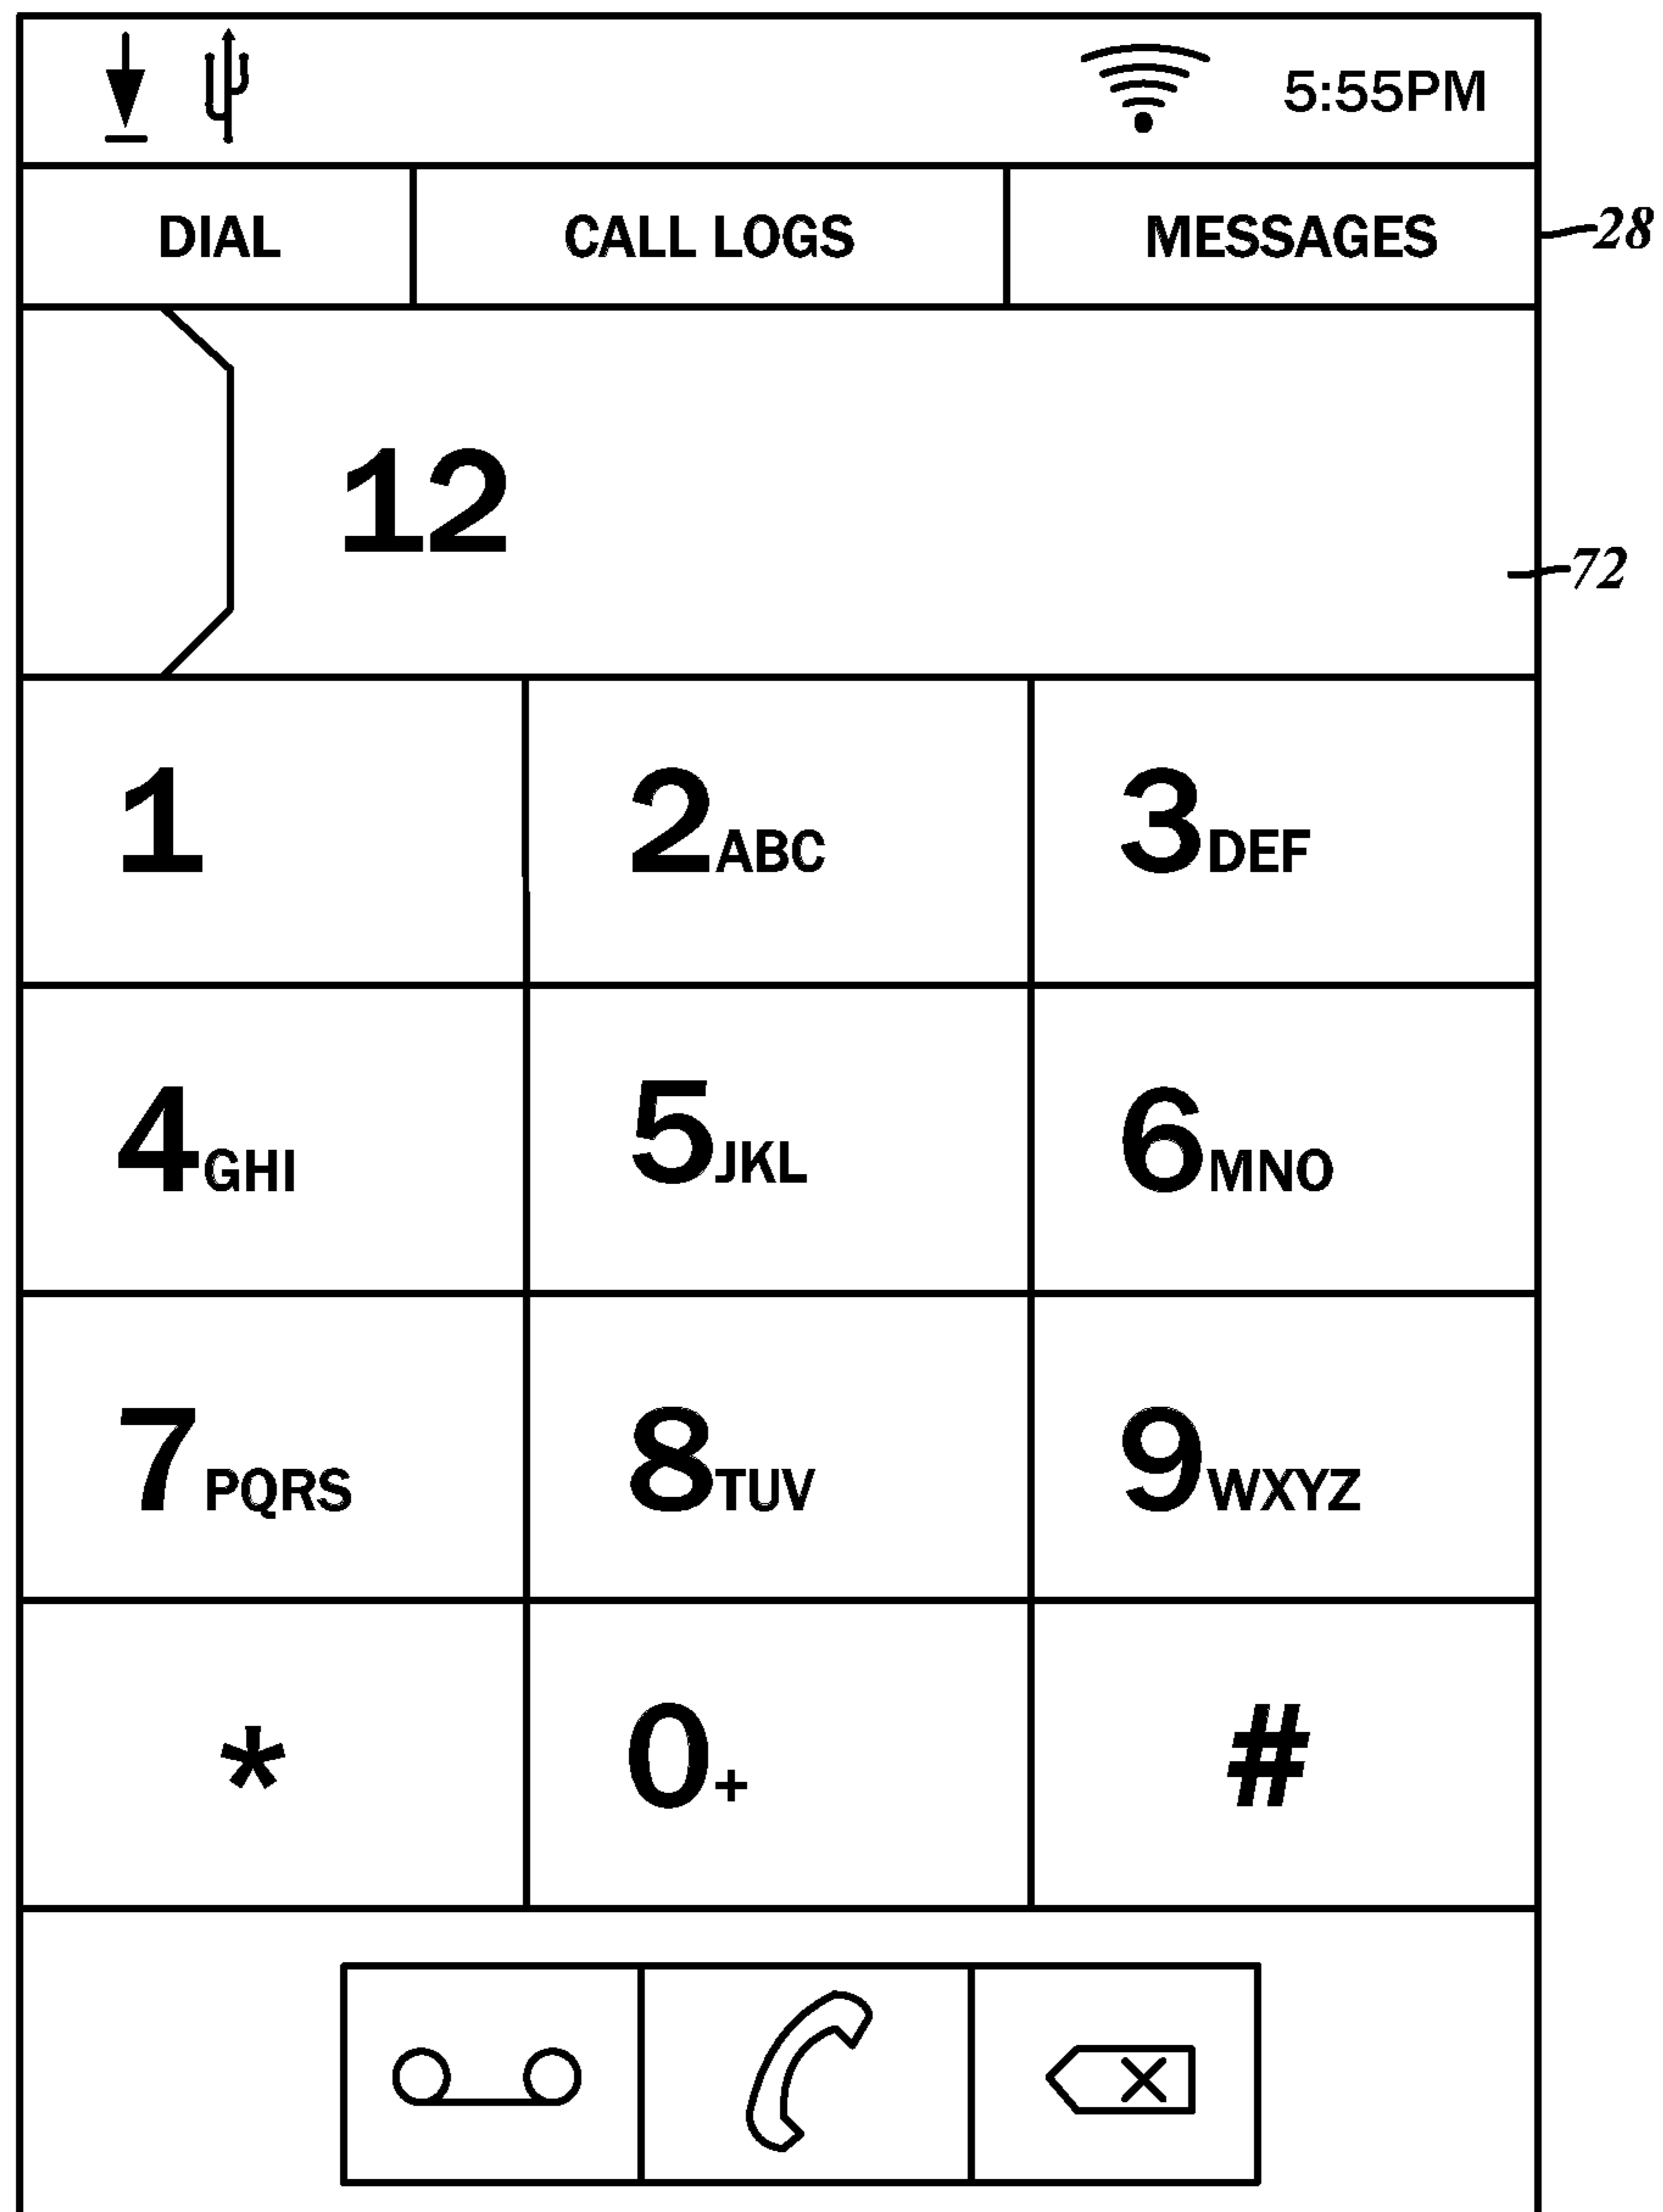 5:55PM
DIAL CALL LOGS MESSAGES 28
12
72
1 2ABC 3DEF
4GHI 5JKL 6MNO
7PQRS 8TUV 9WXYZ
* 0+ #